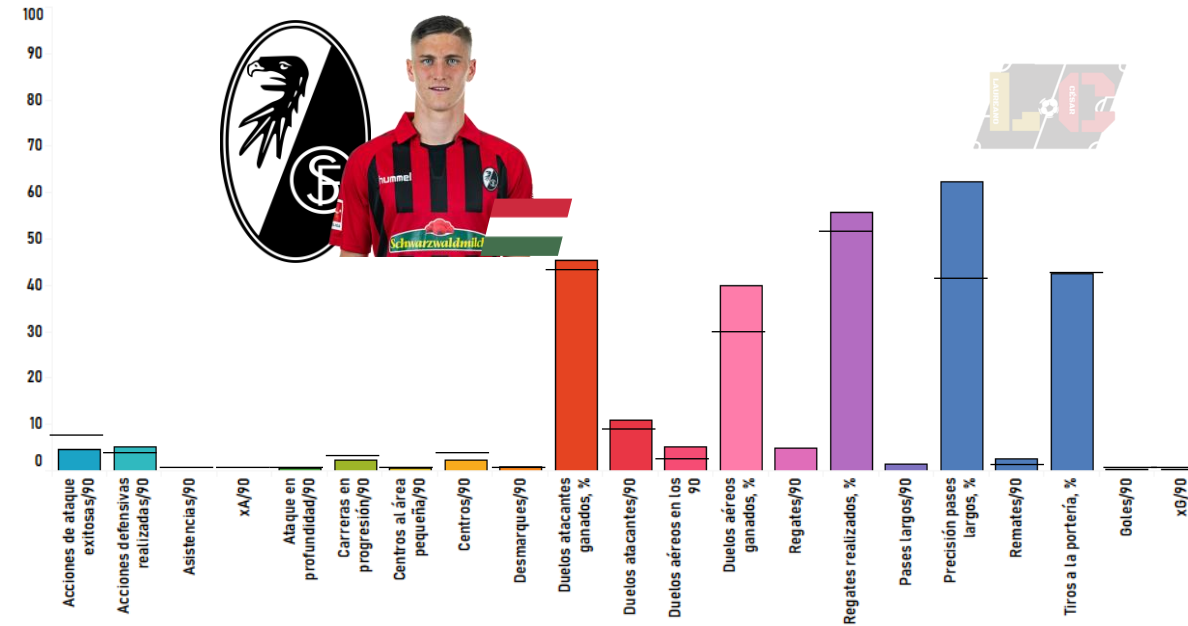 100
90
80
70
60
50
40
30
20
10
0
SF
hummel
Schwarzwaldmilch
LAUREANO
CÉSAR
LC
Acciones de ataque
exitosas/90
Acciones defensivas
realizadas/90
Asistencias/90
xA/90
Ataque en
profundidad/90
Carreras en
progresión/90
Centros al área
pequeña/90
Centros/90
Desmarques/90
Duelos atacantes
ganados, %
Duelos atacantes/90
Duelos aéreos en los
90
Duelos aéreos
ganados, %
Regates/90
Regates realizados, %
Pases largos/90
Precisión pases
largos, %
Remates/90
Tiros a la portería, %
Goles/90
xG/90